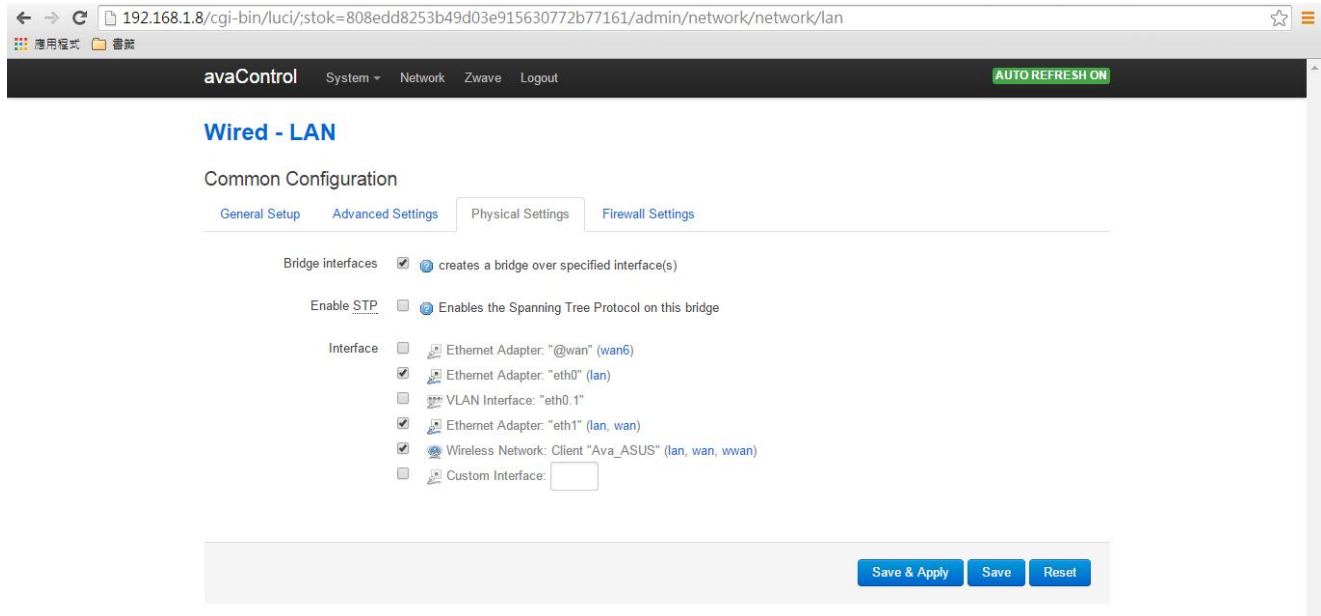 192.168.1.8/cgi-bin/luci/;stok=808edd8253b49d03e915630772b77161/admin/network/network/lan
應用程式 書籤
avaControl System Network Zwave Logout AUTO REFRESH ON
Wired - LAN
Common Configuration
General Setup Advanced Settings Physical Settings Firewall Settings
Bridge interfaces creates a bridge over specified interface(s)
Enable STP Enables the Spanning Tree Protocol on this bridge
Interface Ethernet Adapter: "@wan" (wan6)
Ethernet Adapter: "eth0" (lan)
VLAN Interface: "eth0.1"
Ethernet Adapter: "eth1" (lan, wan)
Wireless Network: Client "Ava_ASUS" (lan, wan, wwan)
Custom Interface:
Save & Apply Save Reset